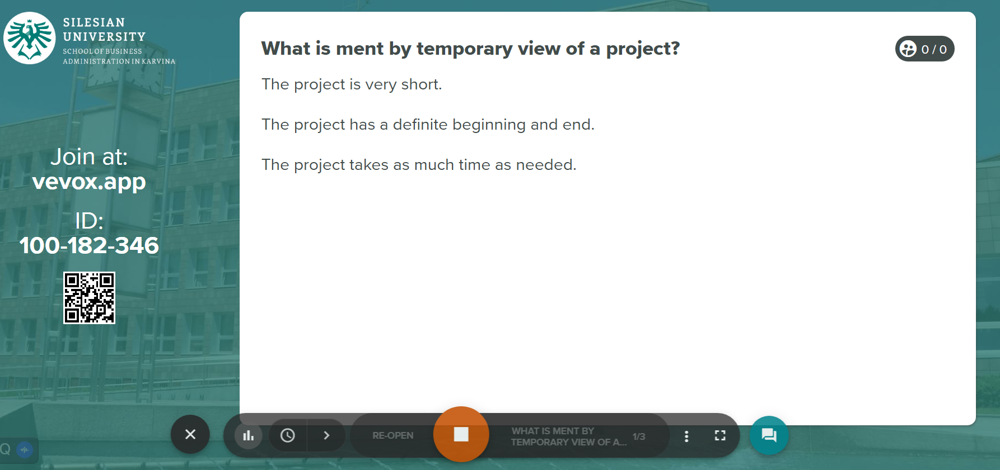 SILESIAN
UNIVERSITY
SCHOOL OF BUSINESS
ADMINISTRATION IN KARVINA
Join at:
vevox.app
ID:
100-182-346
What is ment by temporary view of a project?
0 / 0
The project is very short.
The project has a definite beginning and end.
The project takes as much time as needed.
Q
RE-OPEN
WHAT IS MENT BY
TEMPORARY VIEW OF A...
1/3